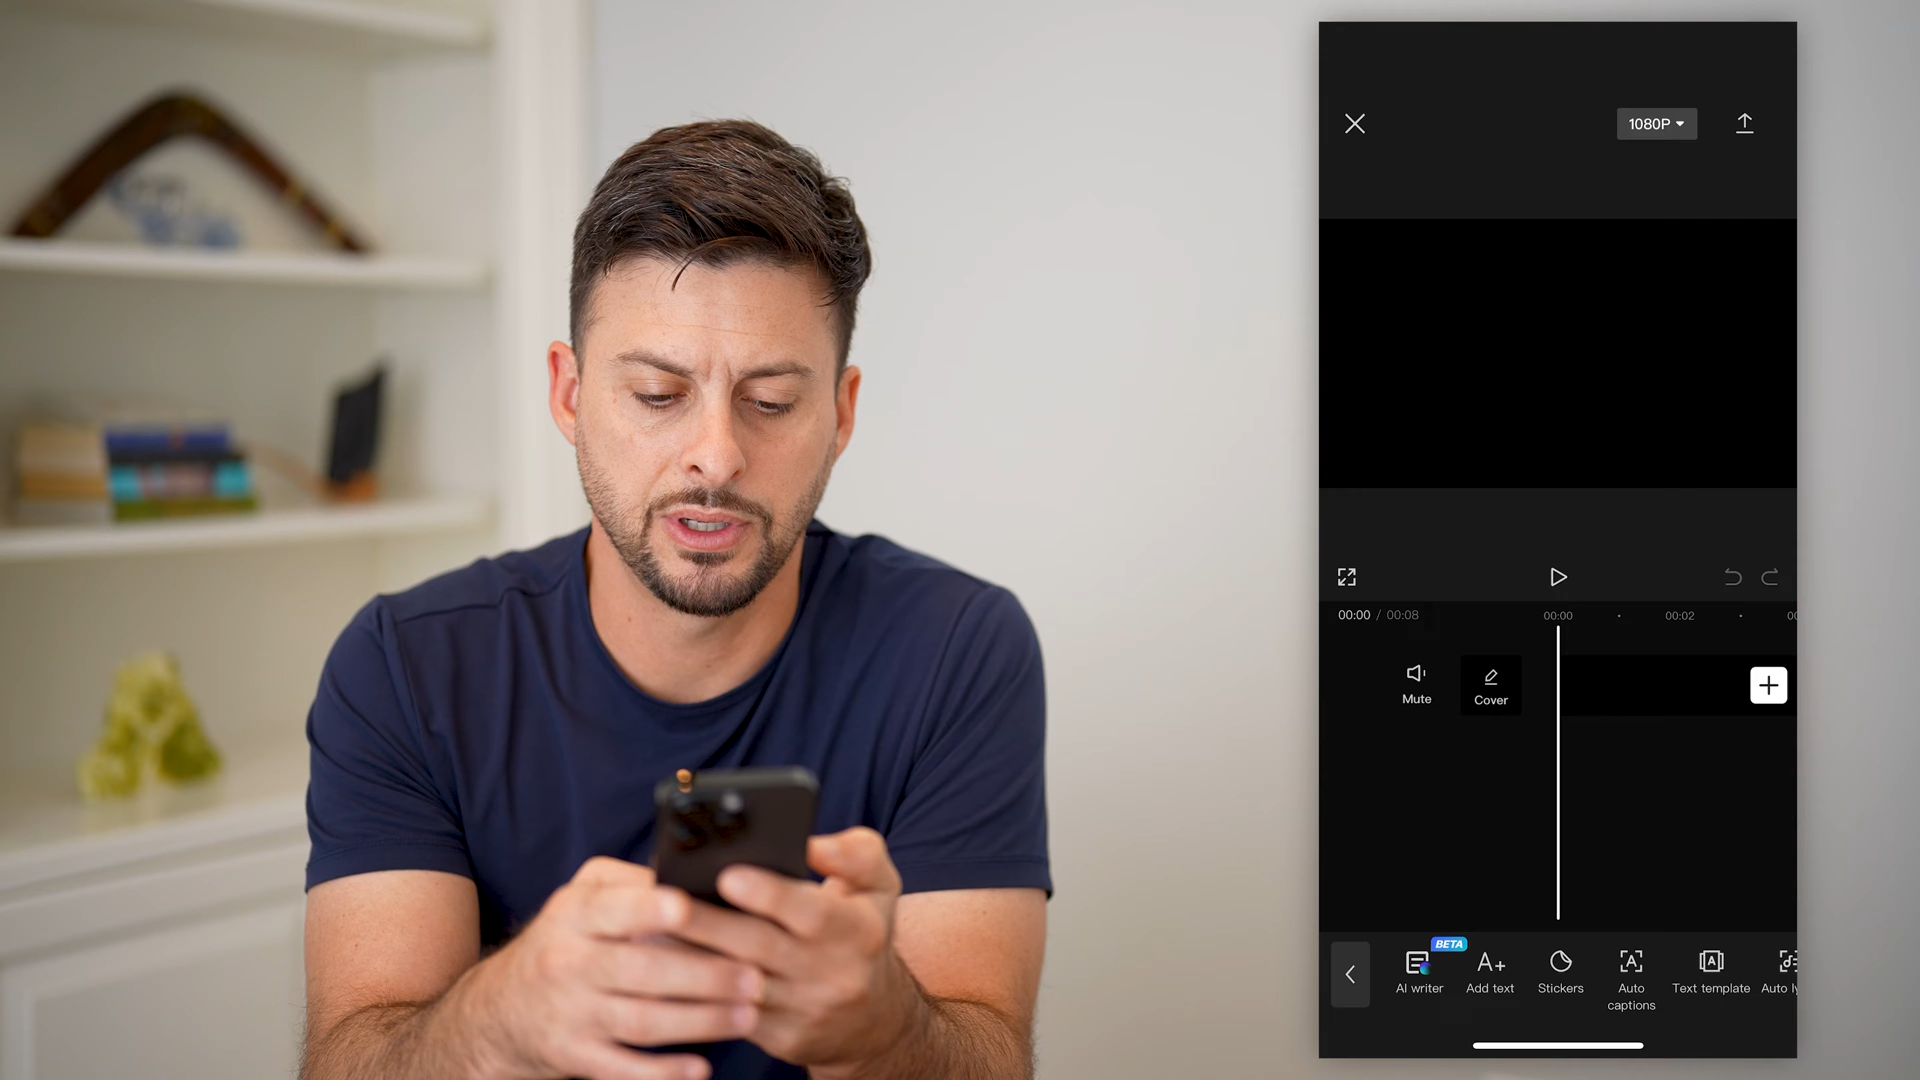 1080P
00:00 / 00:08
00:00
00:02
Mute
Cover
BETA
AI writer
Add text
Stickers
Auto
captions
Text template
Auto